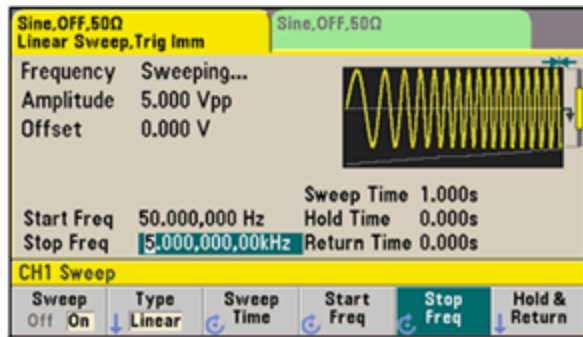 Sine,OFF,50Ω
Linear Sweep,Trig Imm
Sine,OFF,50Ω
Frequency Sweeping...
Amplitude 5.000 Vpp
Offset 0.000 V
Sweep Time 1.000s
Start Freq 50.000,000 Hz Hold Time 0.000s
Stop Freq 5.000,000,00kHz Return Time 0.000s
CH1 Sweep
Sweep Off On
Type Linear
Sweep Time
Start Freq
Stop Freq
Hold & Return